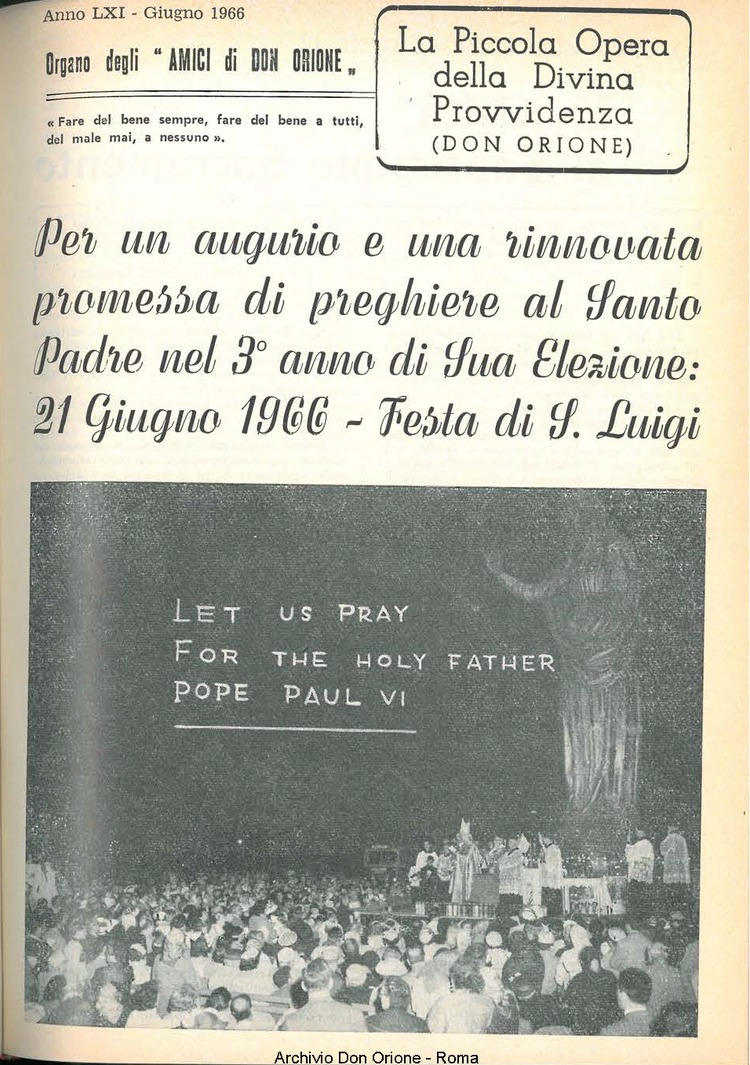 Anno LXI - Giugno 1966
Organo degli " AMICI di DON ORIONE „
« Fare del bene sempre, fare del bene a tutti,
del male mai, a nessuno ».
La Piccola Opera
della Divina
Provvidenza
(DON ORIONE)
Per un augurio e una rinnovata
promessa di preghiere al Santo
Padre nel 3° anno di Sua Elezione:
21 Giugno 1966 - Festa di S. Luigi
LET US PRAY
FOR THE HOLY FATHER
POPE PAUL VI
Archivio Don Orione - Roma